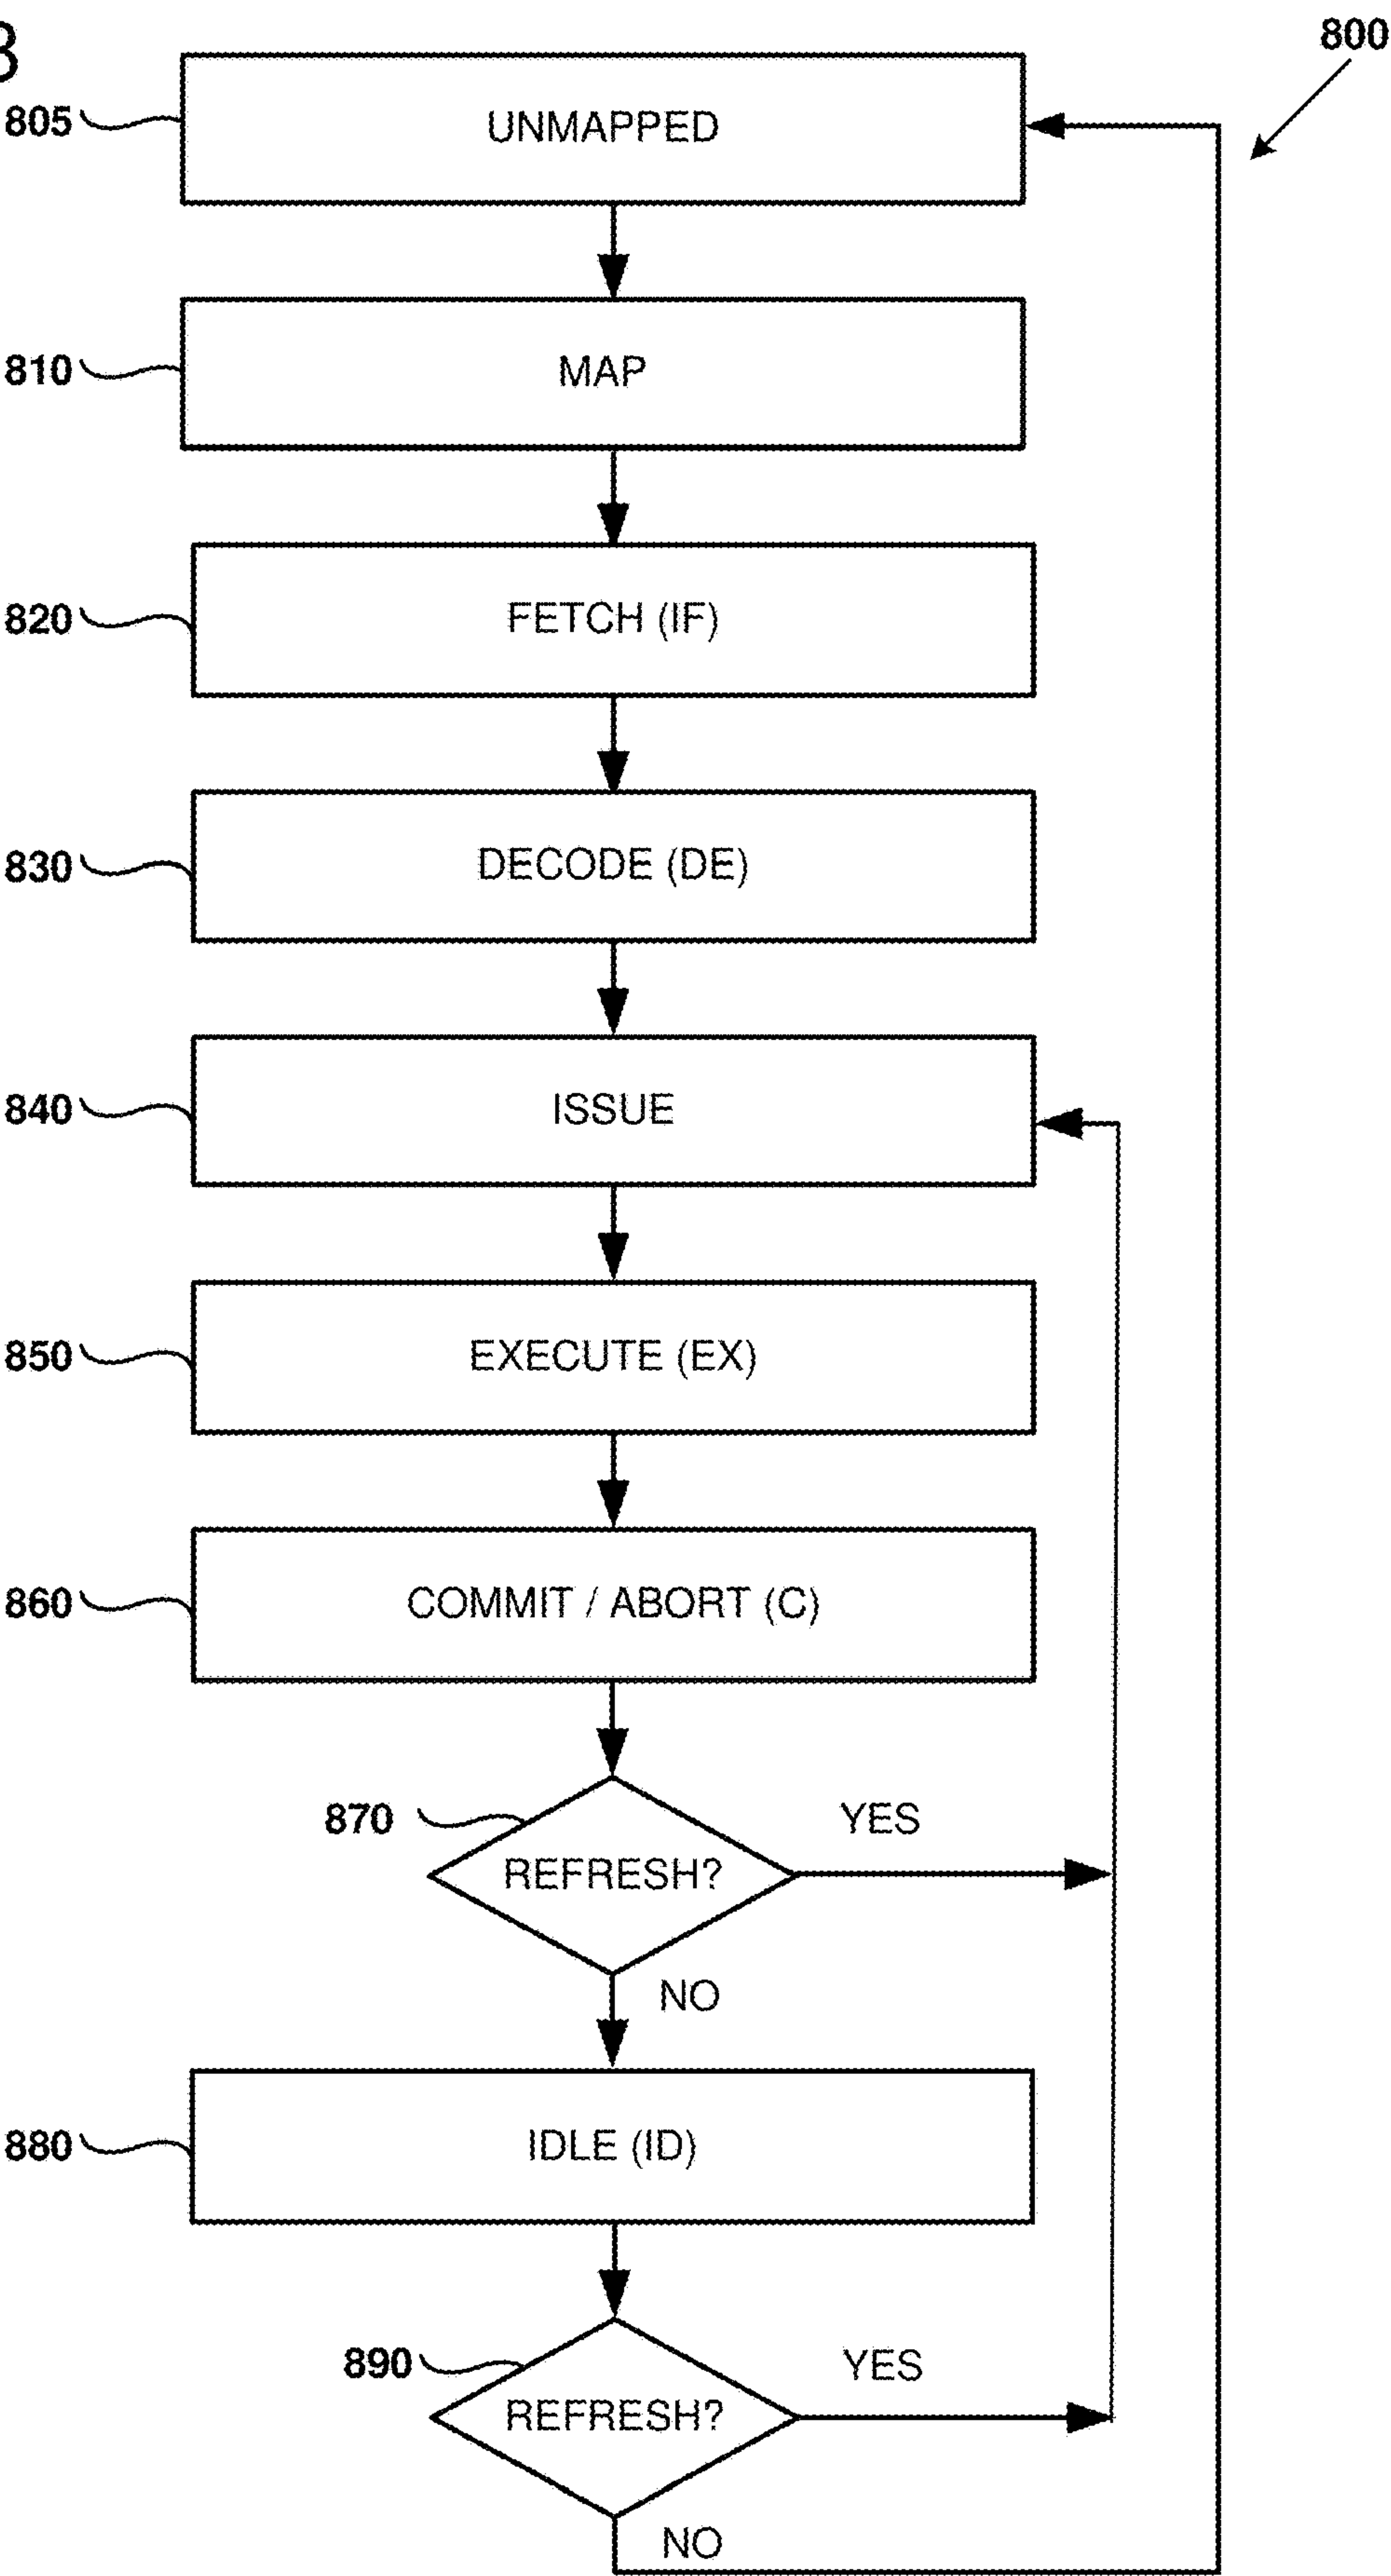 800
805 UNMAPPED
810 MAP
820 FETCH (IF)
830 DECODE (DE)
840 ISSUE
850 EXECUTE (EX)
860 COMMIT / ABORT (C)
870 YES
REFRESH?
NO
880 IDLE (ID)
890 YES
REFRESH?
NO